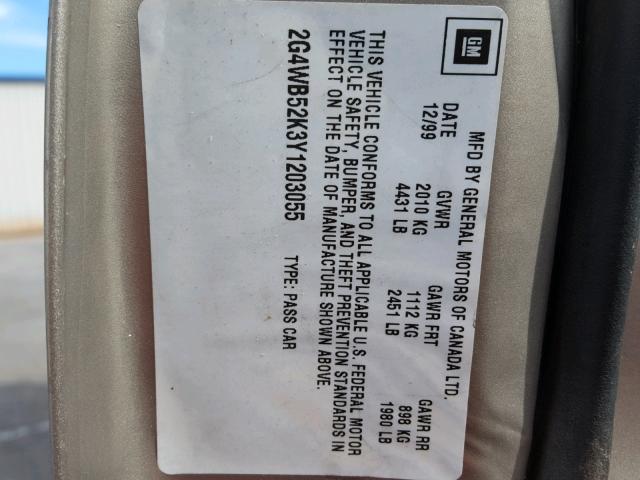 GM
MFD BY GENERAL MOTORS OF CANADA LTD.
DATE GVWR GAWR FRT GAWR RR
12/99 2010 KG 1112 KG 898 KG
4431 LB 2451 LB 1980 LB
THIS VEHICLE CONFORMS TO ALL APPLICABLE U.S. FEDERAL MOTOR
VEHICLE SAFETY, BUMPER, AND THEFT PREVENTION STANDARDS IN
EFFECT ON THE DATE OF MANUFACTURE SHOWN ABOVE.
2G4WB52K3Y1203055 TYPE: PASS CAR